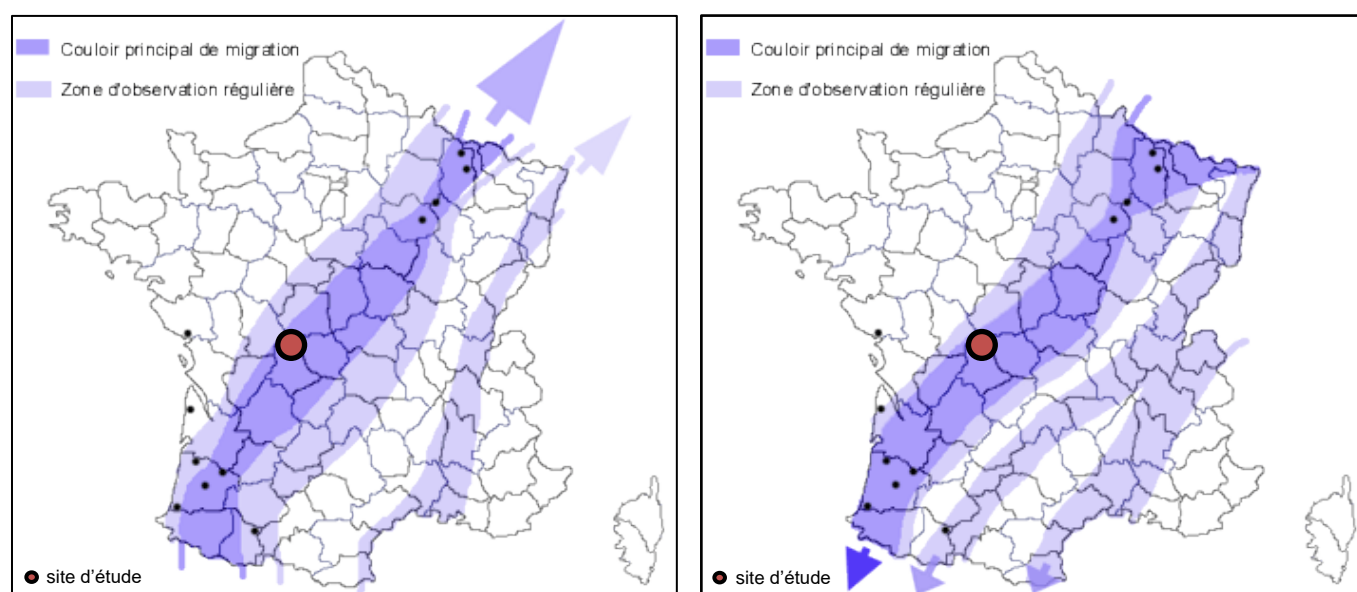 Couloir principal de migration
Zone d'observation régulière
site d'étude
Couloir principal de migration
Zone d'observation régulière
site d'étude